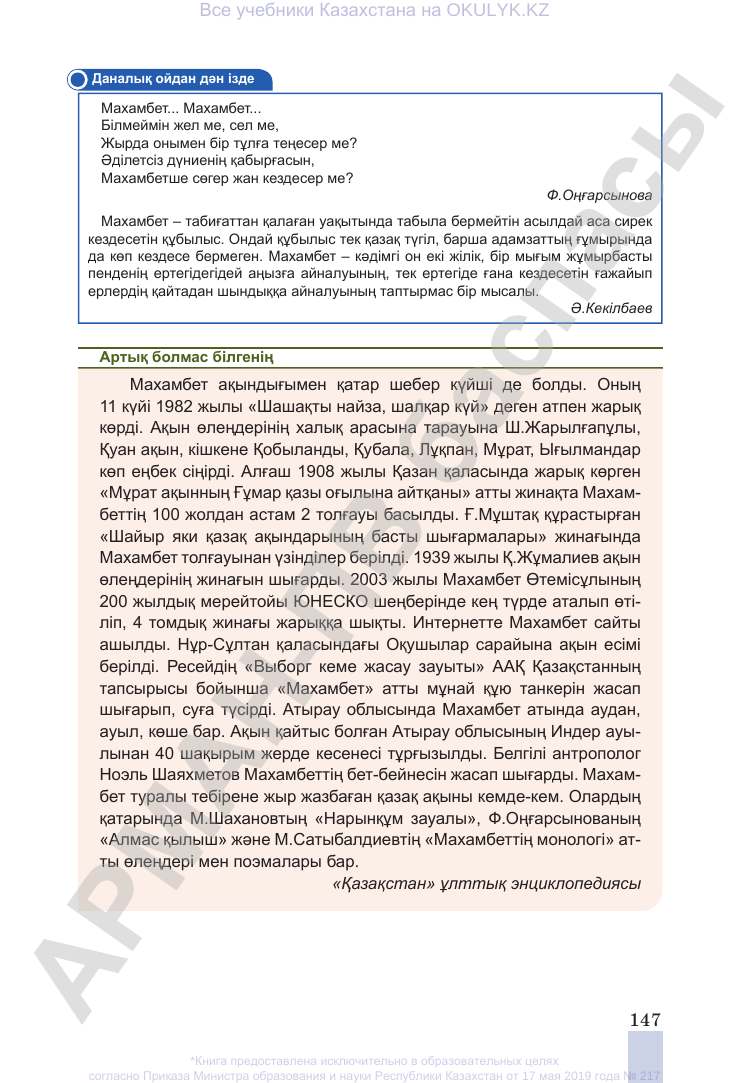 Все учебники Казахстана на OKULYK.KZ
Даналық ойдан дән ізде
Махамбет... Махамбет...
Білмеймін жел ме, сел ме,
Жырда онымен бір тұлға теңесер ме?
Әділетсіз дүниенің қабырғасын,
Махамбетше сөгер жан кездесер ме?
Ф.Оңғарсынова
Махамбет – табиғаттан қалаған уақытында табыла бермейтін асылдай аса сирек
кездесетін құбылыс. Ондай құбылыс тек қазақ түгіл, барша адамзаттың ғұмырында
да көп кездесе бермеген. Махамбет – кәдімгі он екі жілік, бір мығым жұмырбасты
пенденің ертегідегідей аңызға айналуының, тек ертегіде ғана кездесетін ғажайып
ерлердің қайтадан шындыққа айналуының таптырмас бір мысалы.
Ә.Кекілбаев
Артық болмас білгенің
Махамбет ақындығымен қатар шебер күйші де болды. Оның
11 күйі 1982 жылы «Шашақты найза, шалқар күй» деген атпен жарық
көрді. Ақын өлеңдерінің халық арасына тарауына Ш.Жарылғапұлы,
Қуан ақын, кішкене Қобыланды, Құбала, Лұқпан, Мұрат, Ығылмандар
көп еңбек сіңірді. Алғаш 1908 жылы Қазан қаласында жарық көрген
«Мұрат ақынның Ғұмар қазы оғылына айтқаны» атты жинақта Махам-
беттің 100 жолдан астам 2 толғауы басылды. Ғ.Мұштақ құрастырған
«Шайыр яки қазақ ақындарының басты шығармалары» жинағында
Махамбет толғауынан үзінділер берілді. 1939 жылы Қ.Жұмалиев ақын
өлеңдерінің жинағын шығарды. 2003 жылы Махамбет Өтемісұлының
200 жылдық мерейтойы ЮНЕСКО шеңберінде кең түрде аталып өті-
ліп, 4 томдық жинағы жарыққа шықты. Интернетте Махамбет сайты
ашылды. Нұр-Сұлтан қаласындағы Оқушылар сарайына ақын есімі
берілді. Ресейдің «Выборг кеме жасау зауыты» ААҚ Қазақстанның
тапсырысы бойынша «Махамбет» атты мұнай құю танкерін жасап
шығарып, суға түсірді. Атырау облысында Махамбет атында аудан,
ауыл, көше бар. Ақын қайтыс болған Атырау облысының Индер ауы-
лынан 40 шақырым жерде кесенесі тұрғызылды. Белгілі антрополог
Ноэль Шаяхметов Махамбеттің бет-бейнесін жасап шығарды. Махам-
бет туралы тебірене жыр жазбаған қазақ ақыны кемде-кем. Олардың
қатарында М.Шахановтың «Нарынқұм зауалы», Ф.Оңғарсынованың
«Алмас қылыш» және М.Сатыбалдиевтің «Махамбеттің монологі» ат-
ты өлеңдері мен поэмалары бар.
«Қазақстан» ұлттық энциклопедиясы
АРМАН-ПВ баспасы
147
*Книга предоставлена исключительно в образовательных целях
согласно Приказа Министра образования и науки Республики Казахстан от 17 мая 2019 года № 217